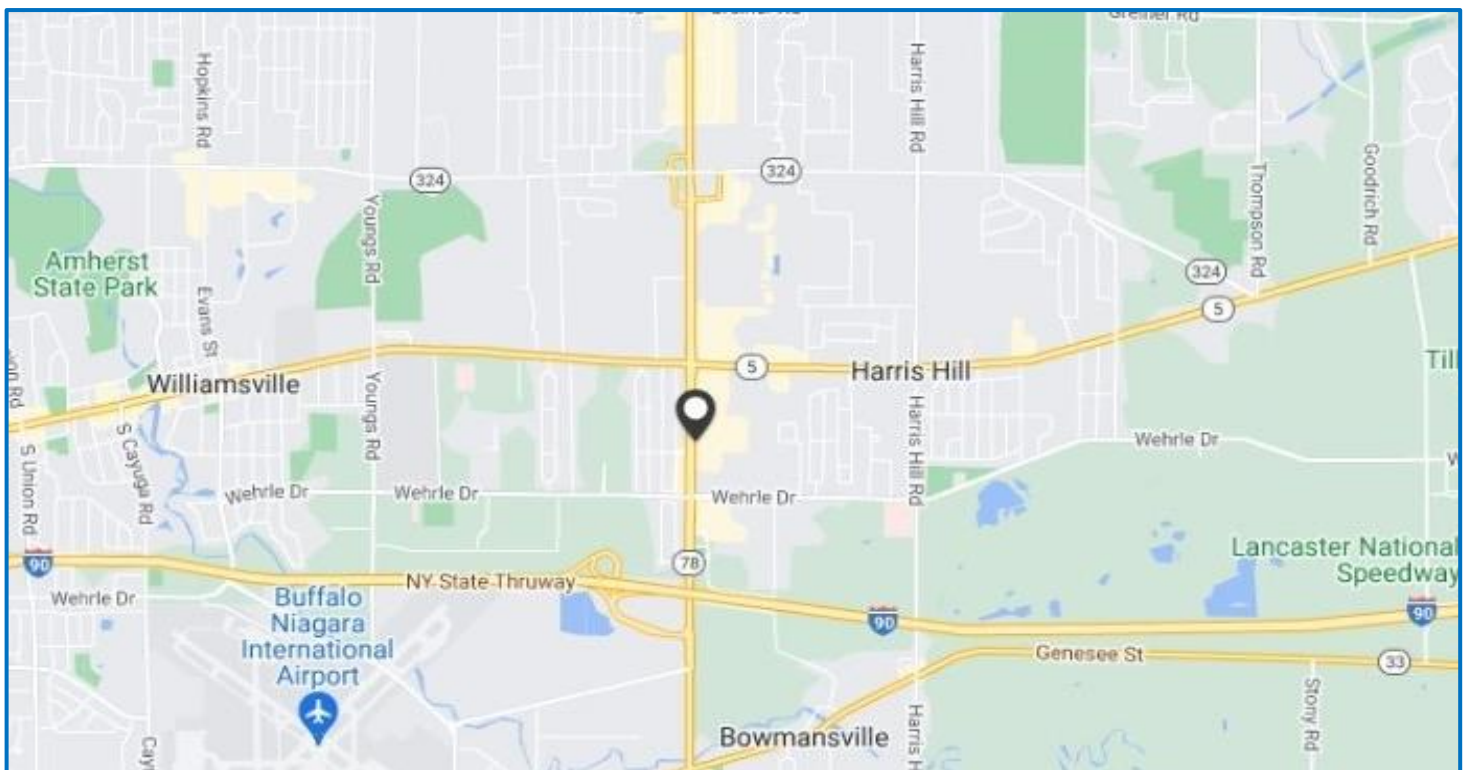 Greiner Rd
Hopkins Rd
Harris Hill Rd
324
324
Goodrich Rd
Thompson Rd
Youngs Rd
Amherst
State Park
324
Evans St
5
5
Till
Williamsville
Harris Hill
Youngs Rd
S Cayuga Rd
Harris Hill Rd
Wehrle Dr
S Union Rd
Wehrle Dr
Wehrle Dr
Wehrle Dr
Lancaster National
Speedway
90
78
NY State Thruway
Wehrle Dr
Buffalo
Niagara
International
Airport
90
90
Genesee St
33
Stony Rd
Bowmansville
Harris H
Cay